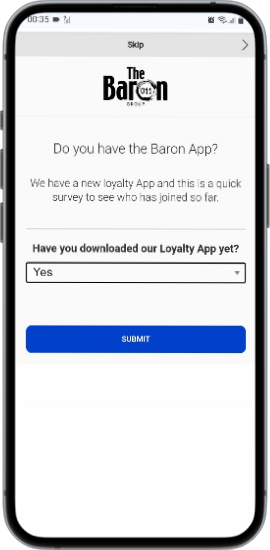 00:35
Skip
The
Baron
011
GROUP
Do you have the Baron App?
We have a new loyalty App and this is a quick
survey to see who has joined so far.
Have you downloaded our Loyalty App yet?
Yes
SUBMIT